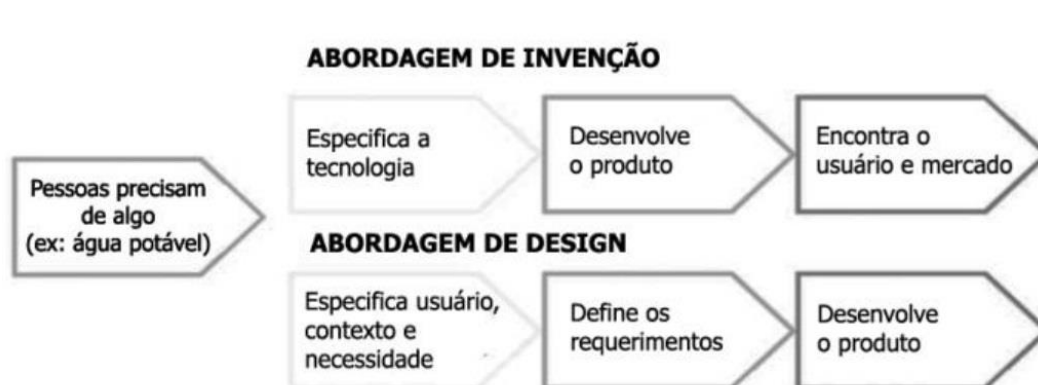 Pessoas precisam
de algo
(ex: água potável)
ABORDAGEM DE INVENÇÃO
Especifica a
tecnologia
Desenvolve
o produto
Encontra o
usuário e mercado
ABORDAGEM DE DESIGN
Especifica usuário,
contexto e
necessidade
Define os
requerimentos
Desenvolve
o produto